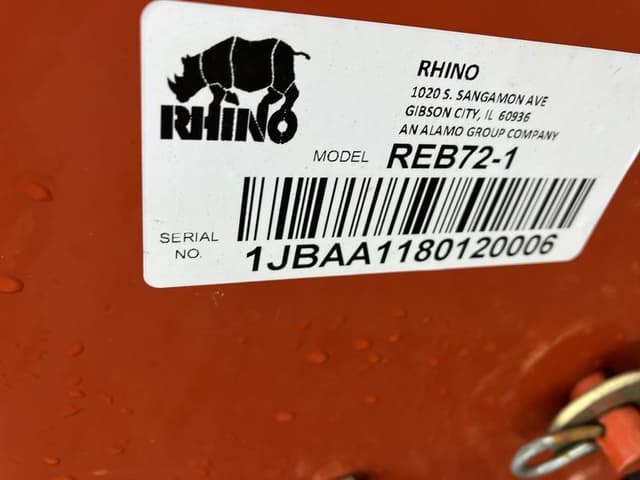 RHINO
RHINO
1020 S. SANGAMON AVE
GIBSON CITY, IL 60936
AN ALAMO GROUP COMPANY
MODEL REB72-1
SERIAL
NO.
1JBAA1180120006